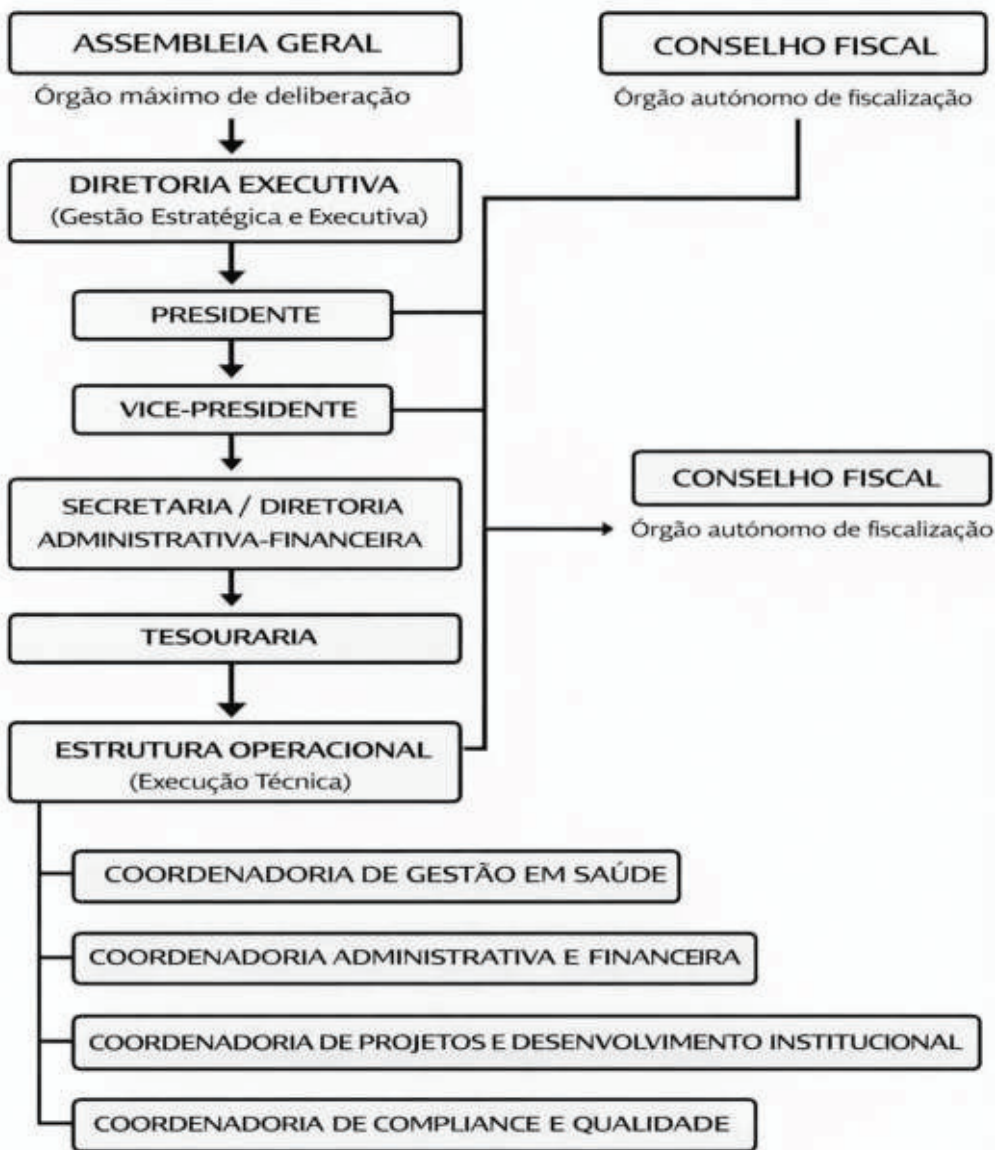 ASSEMBLEIA GERAL
Órgão máximo de deliberação
CONSELHO FISCAL
Órgão autónomo de fiscalização
DIRETORIA EXECUTIVA
(Gestão Estratégica e Executiva)
PRESIDENTE
VICE-PRESIDENTE
SECRETARIA / DIRETORIA
ADMINISTRATIVA-FINANCEIRA
CONSELHO FISCAL
Órgão autónomo de fiscalização
TESOURARIA
ESTRUTURA OPERACIONAL
(Execução Técnica)
COORDENADORIA DE GESTÃO EM SAÚDE
COORDENADORIA ADMINISTRATIVA E FINANCEIRA
COORDENADORIA DE PROJETOS E DESENVOLVIMENTO INSTITUCIONAL
COORDENADORIA DE COMPLIANCE E QUALIDADE